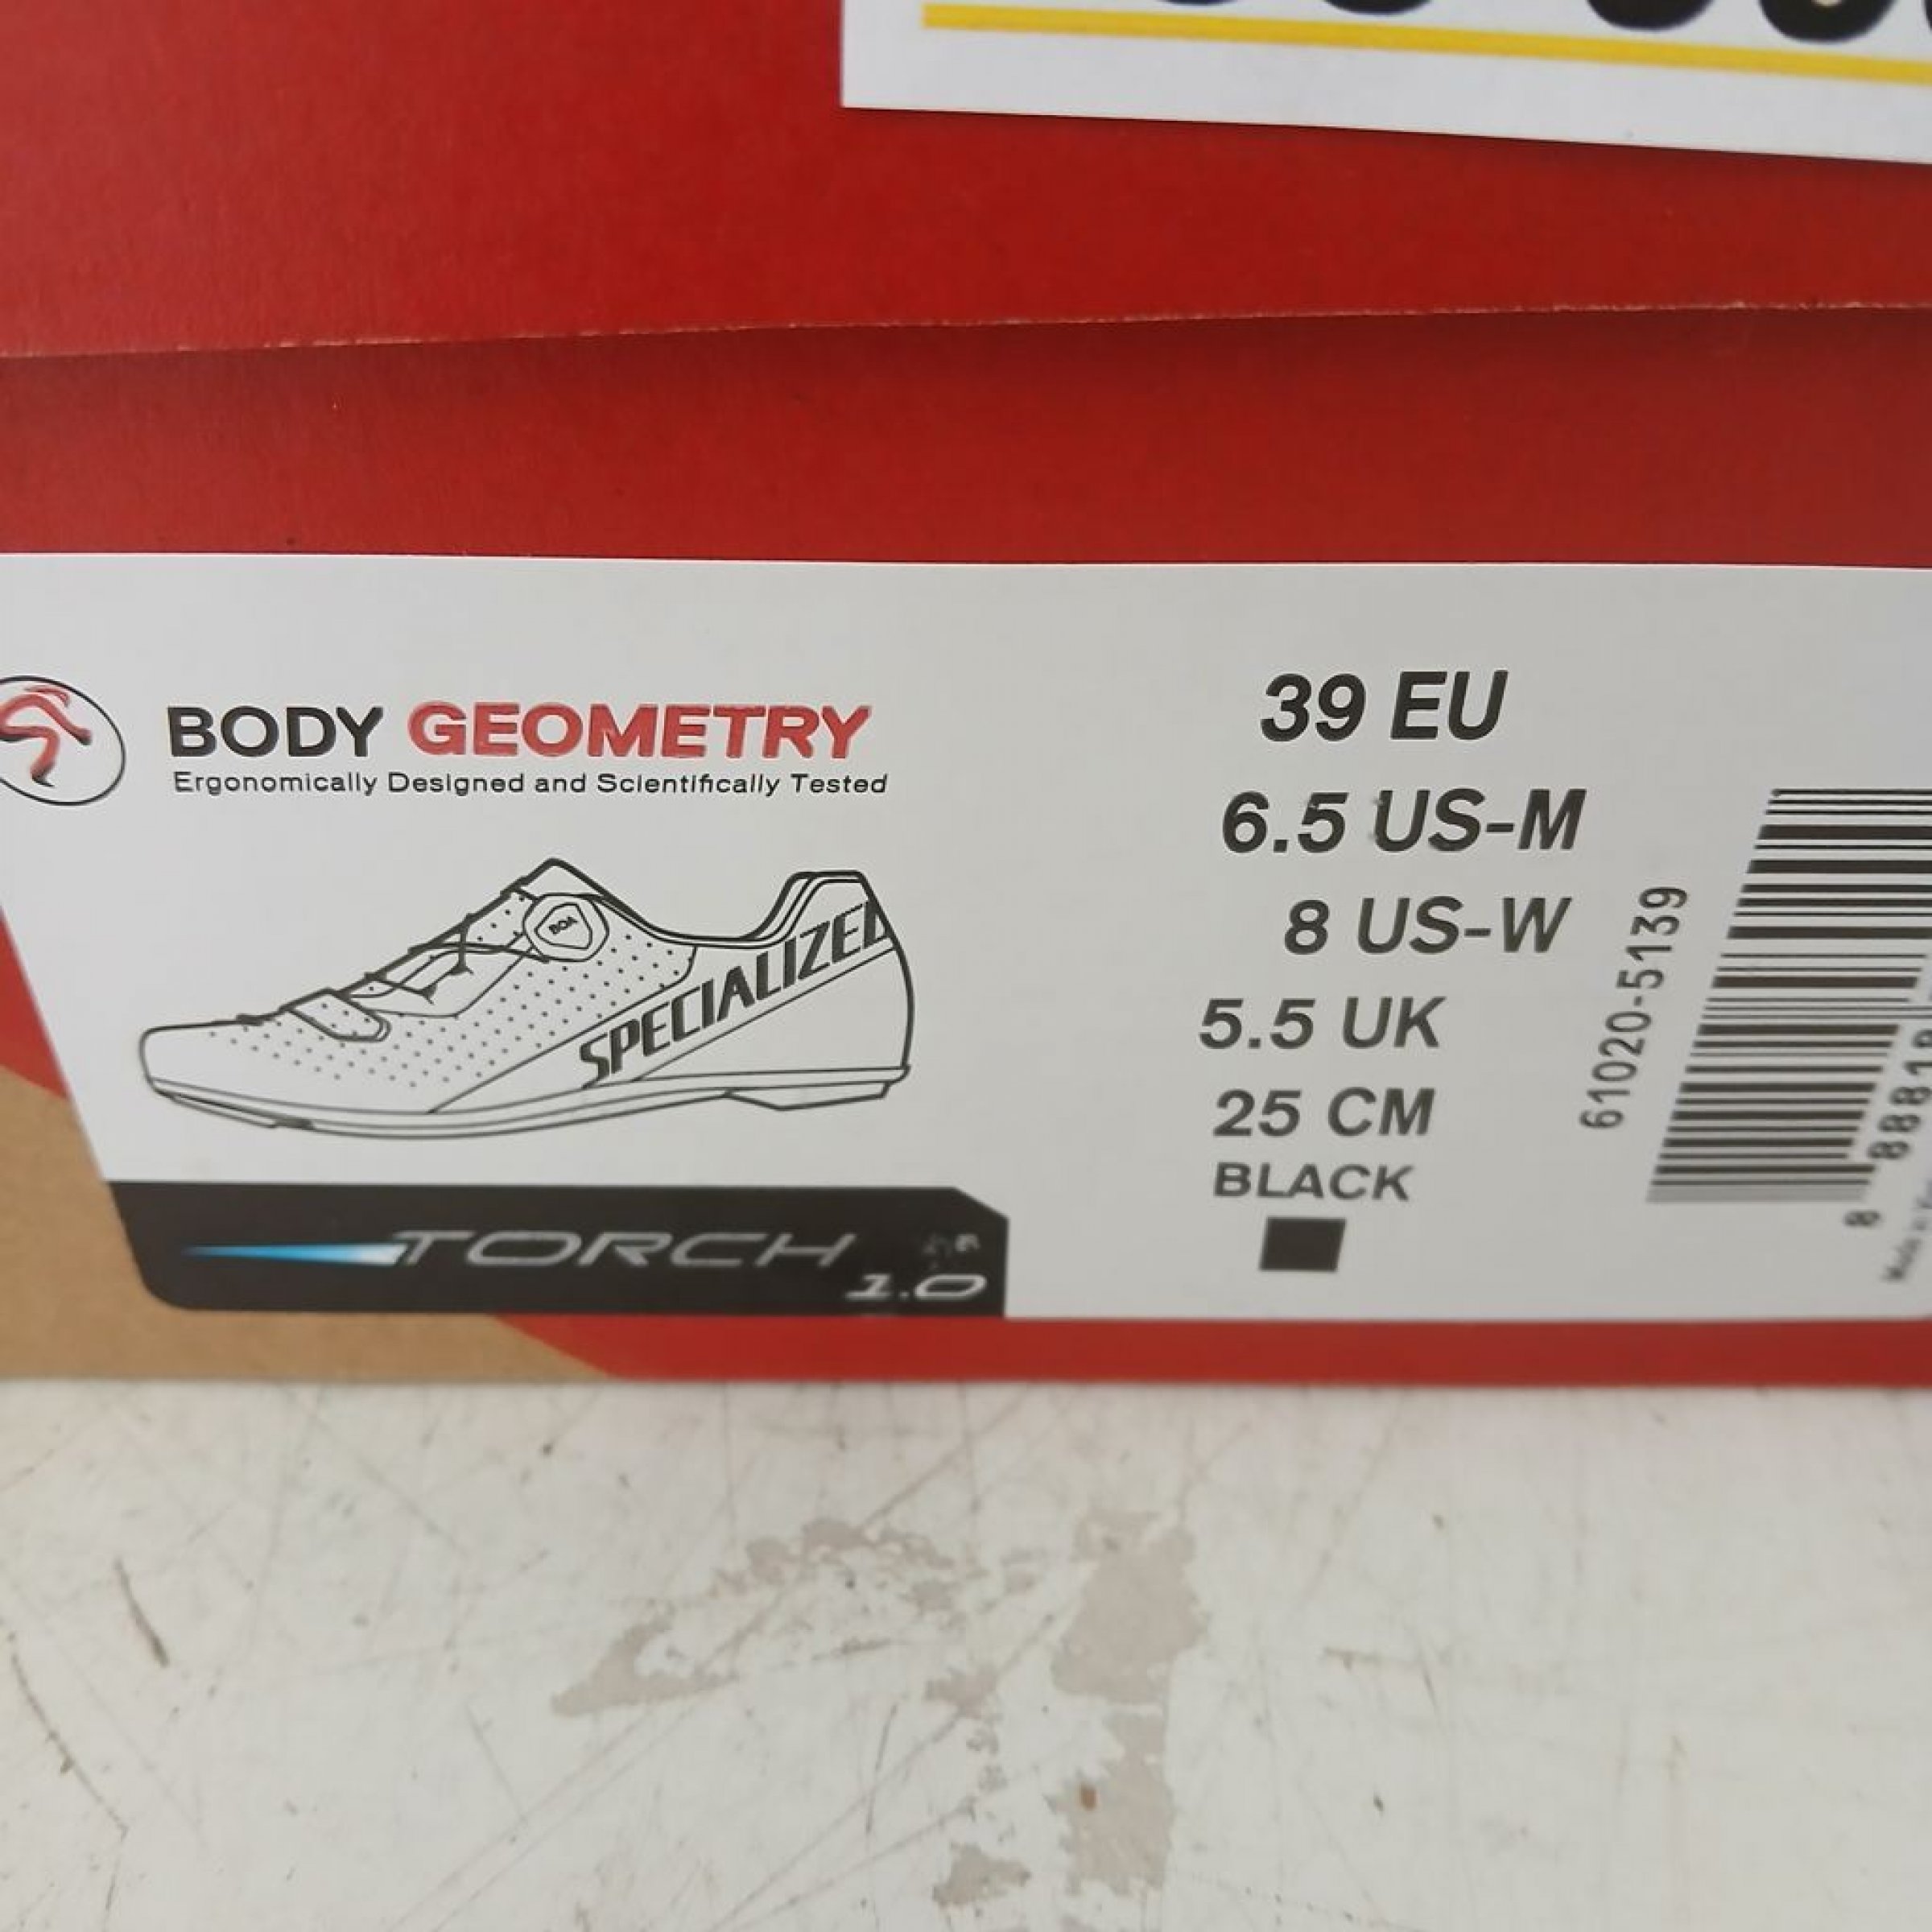 BODY GEOMETRY
Ergonomically Designed and Scientifically Tested
BOA
SPECIALIZED
TORCH
1.0
39 EU
6.5 US-M
8 US-W
5.5 UK
25 CM
BLACK
61020-5139